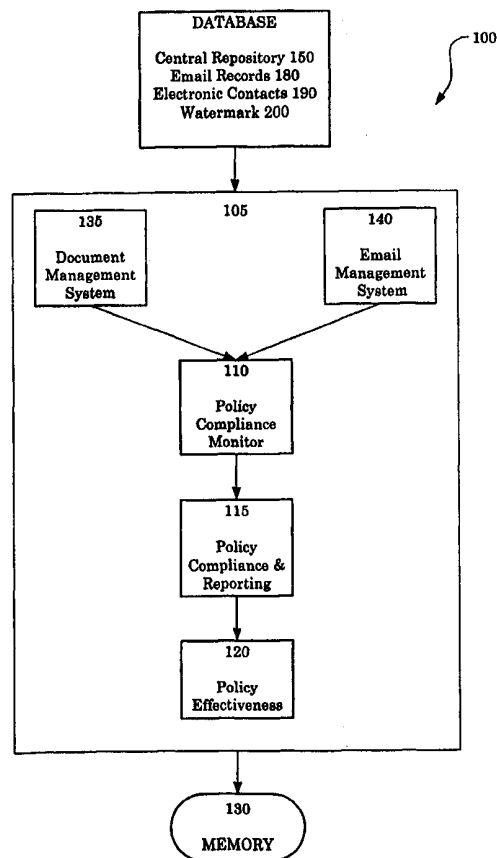 DATABASE
100
Central Repository 150
Email Records 180
Electronic Contacts 190
Watermark 200
105
135
Document
Management
System
140
Email
Management
System
110
Policy
Compliance
Monitor
115
Policy
Compliance &
Reporting
120
Policy
Effectiveness
130
MEMORY